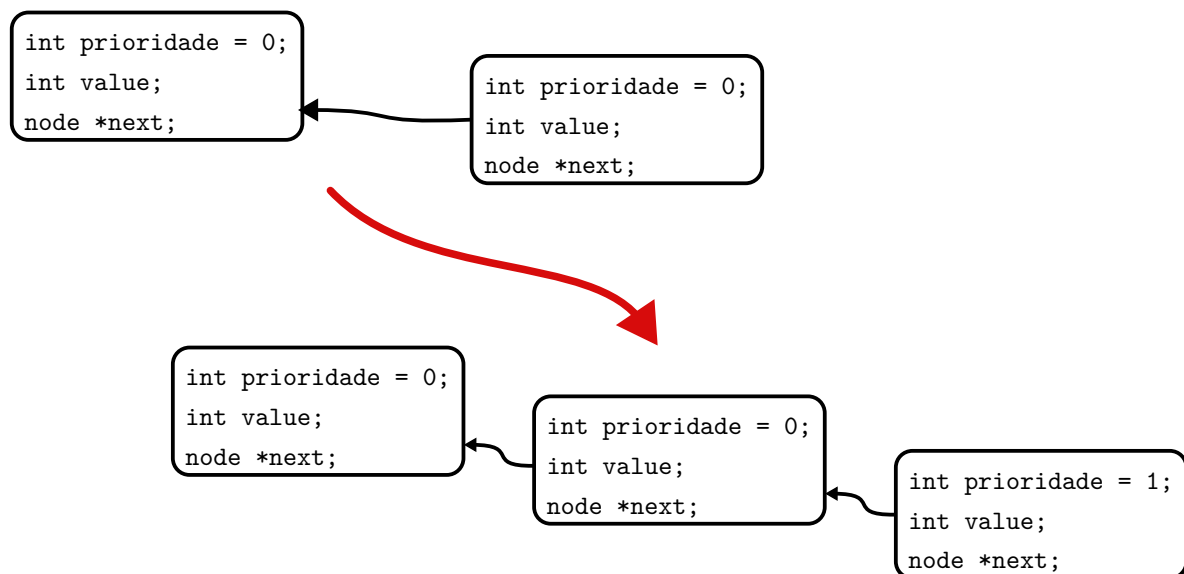 int prioridade = 0;
int value;
node *next;
int prioridade = 0;
int value;
node *next;
int prioridade = 0;
int value;
node *next;
int prioridade = 0;
int value;
node *next;
int prioridade = 1;
int value;
node *next;